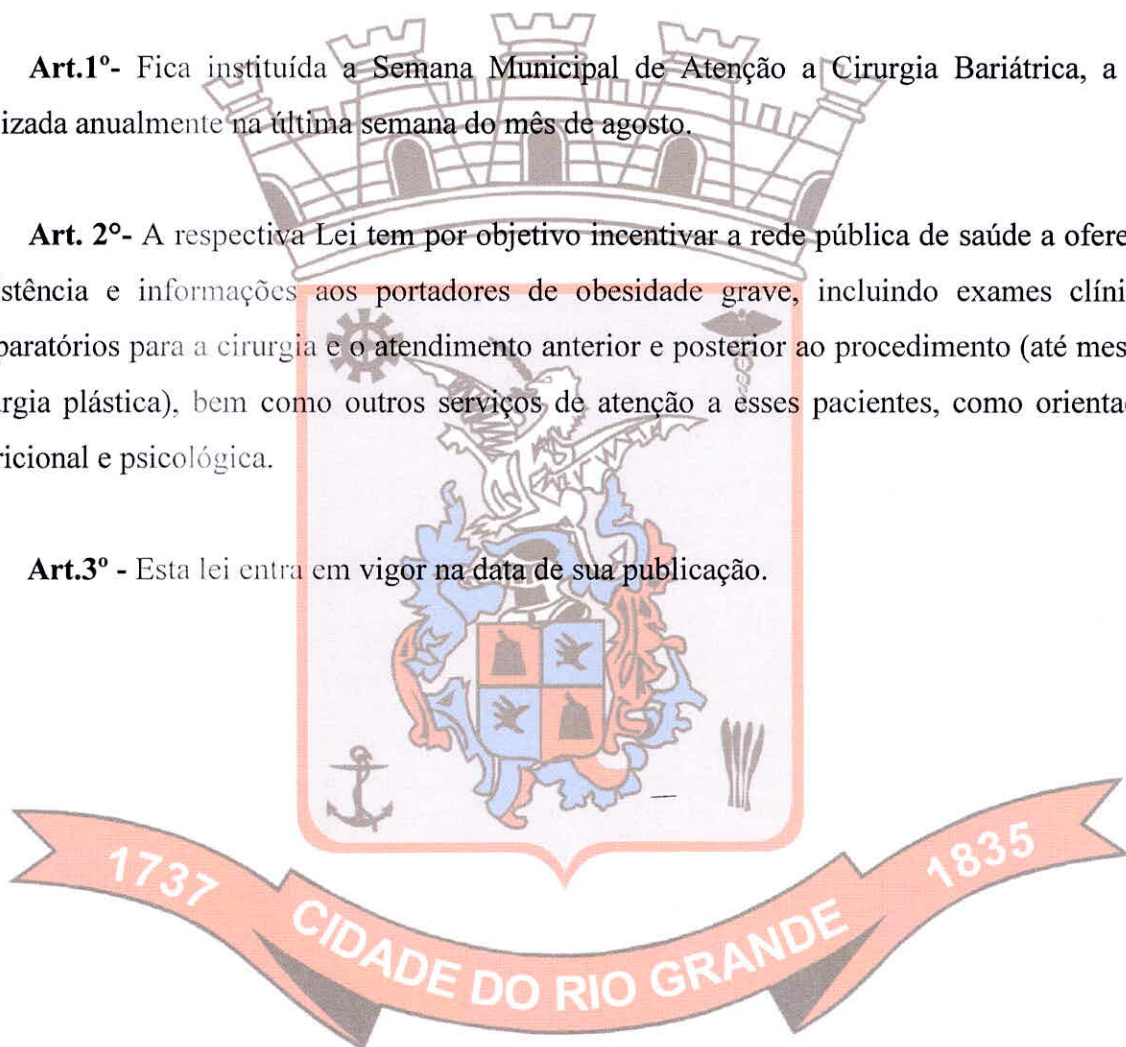 Art.1º- Fica instituída a Semana Municipal de Atenção a Cirurgia Bariátrica, a
izada anualmente na última semana do mês de agosto.
Art. 2°- A respectiva Lei tem por objetivo incentivar a rede pública de saúde a ofere
stência e informações aos portadores de obesidade grave, incluindo exames clíni
paratórios para a cirurgia e o atendimento anterior e posterior ao procedimento (até mes
rgia plástica), bem como outros serviços de atenção a esses pacientes, como orientaç
ricional e psicológica.
Art.3º - Esta lei entra em vigor na data de sua publicação.
1737 CIDADE DO RIO GRANDE 1835